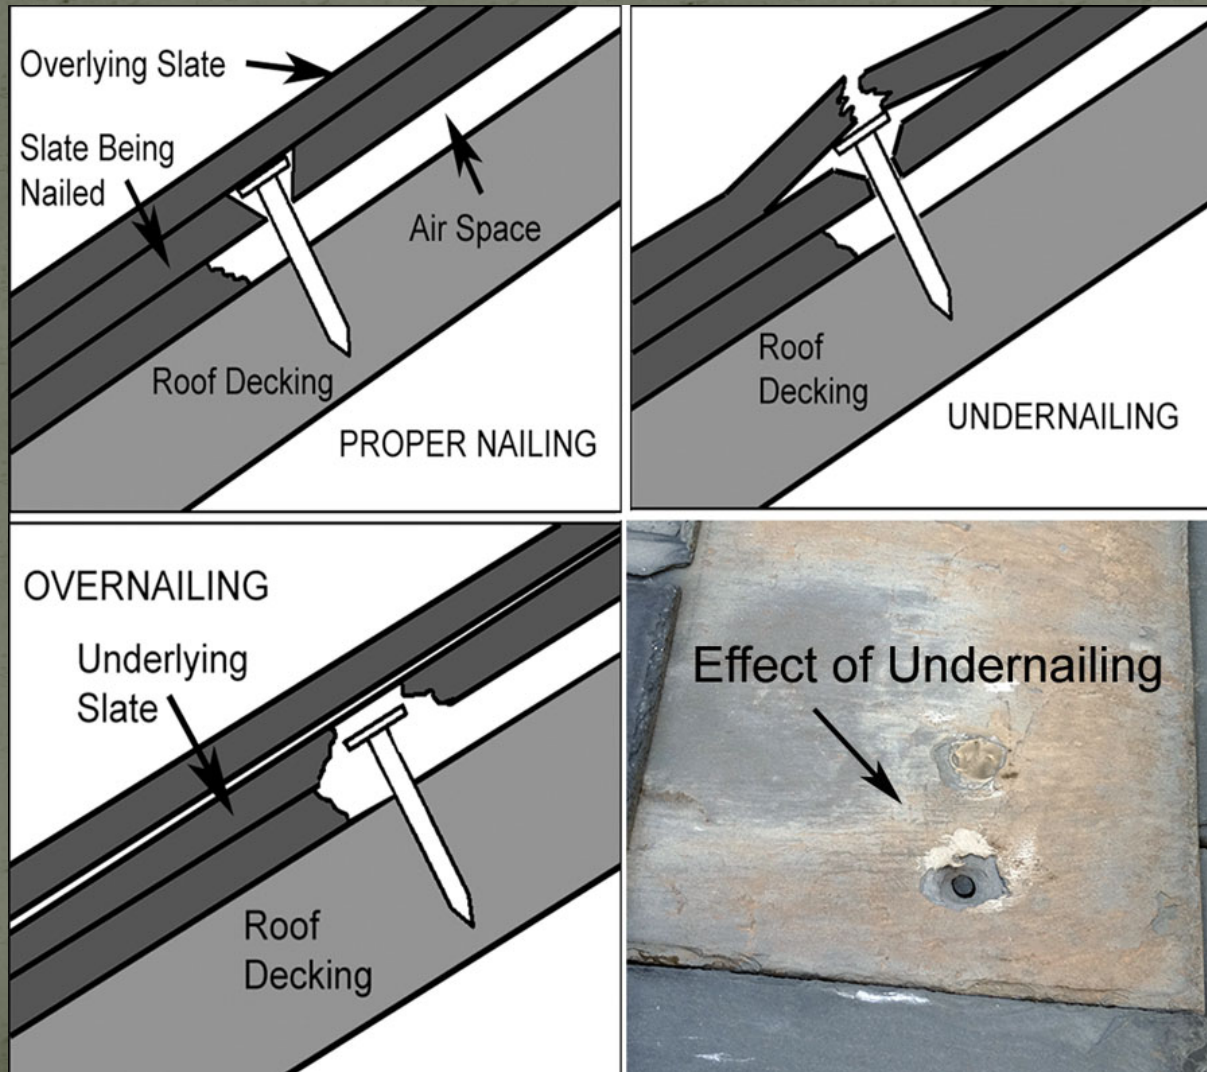 Overlying Slate
Slate Being
Nailed
Air Space
Roof Decking
PROPER NAILING
Roof
Decking
UNDERNAILING
OVERNAILING
Underlying
Slate
Roof
Decking
Effect of Undernailing